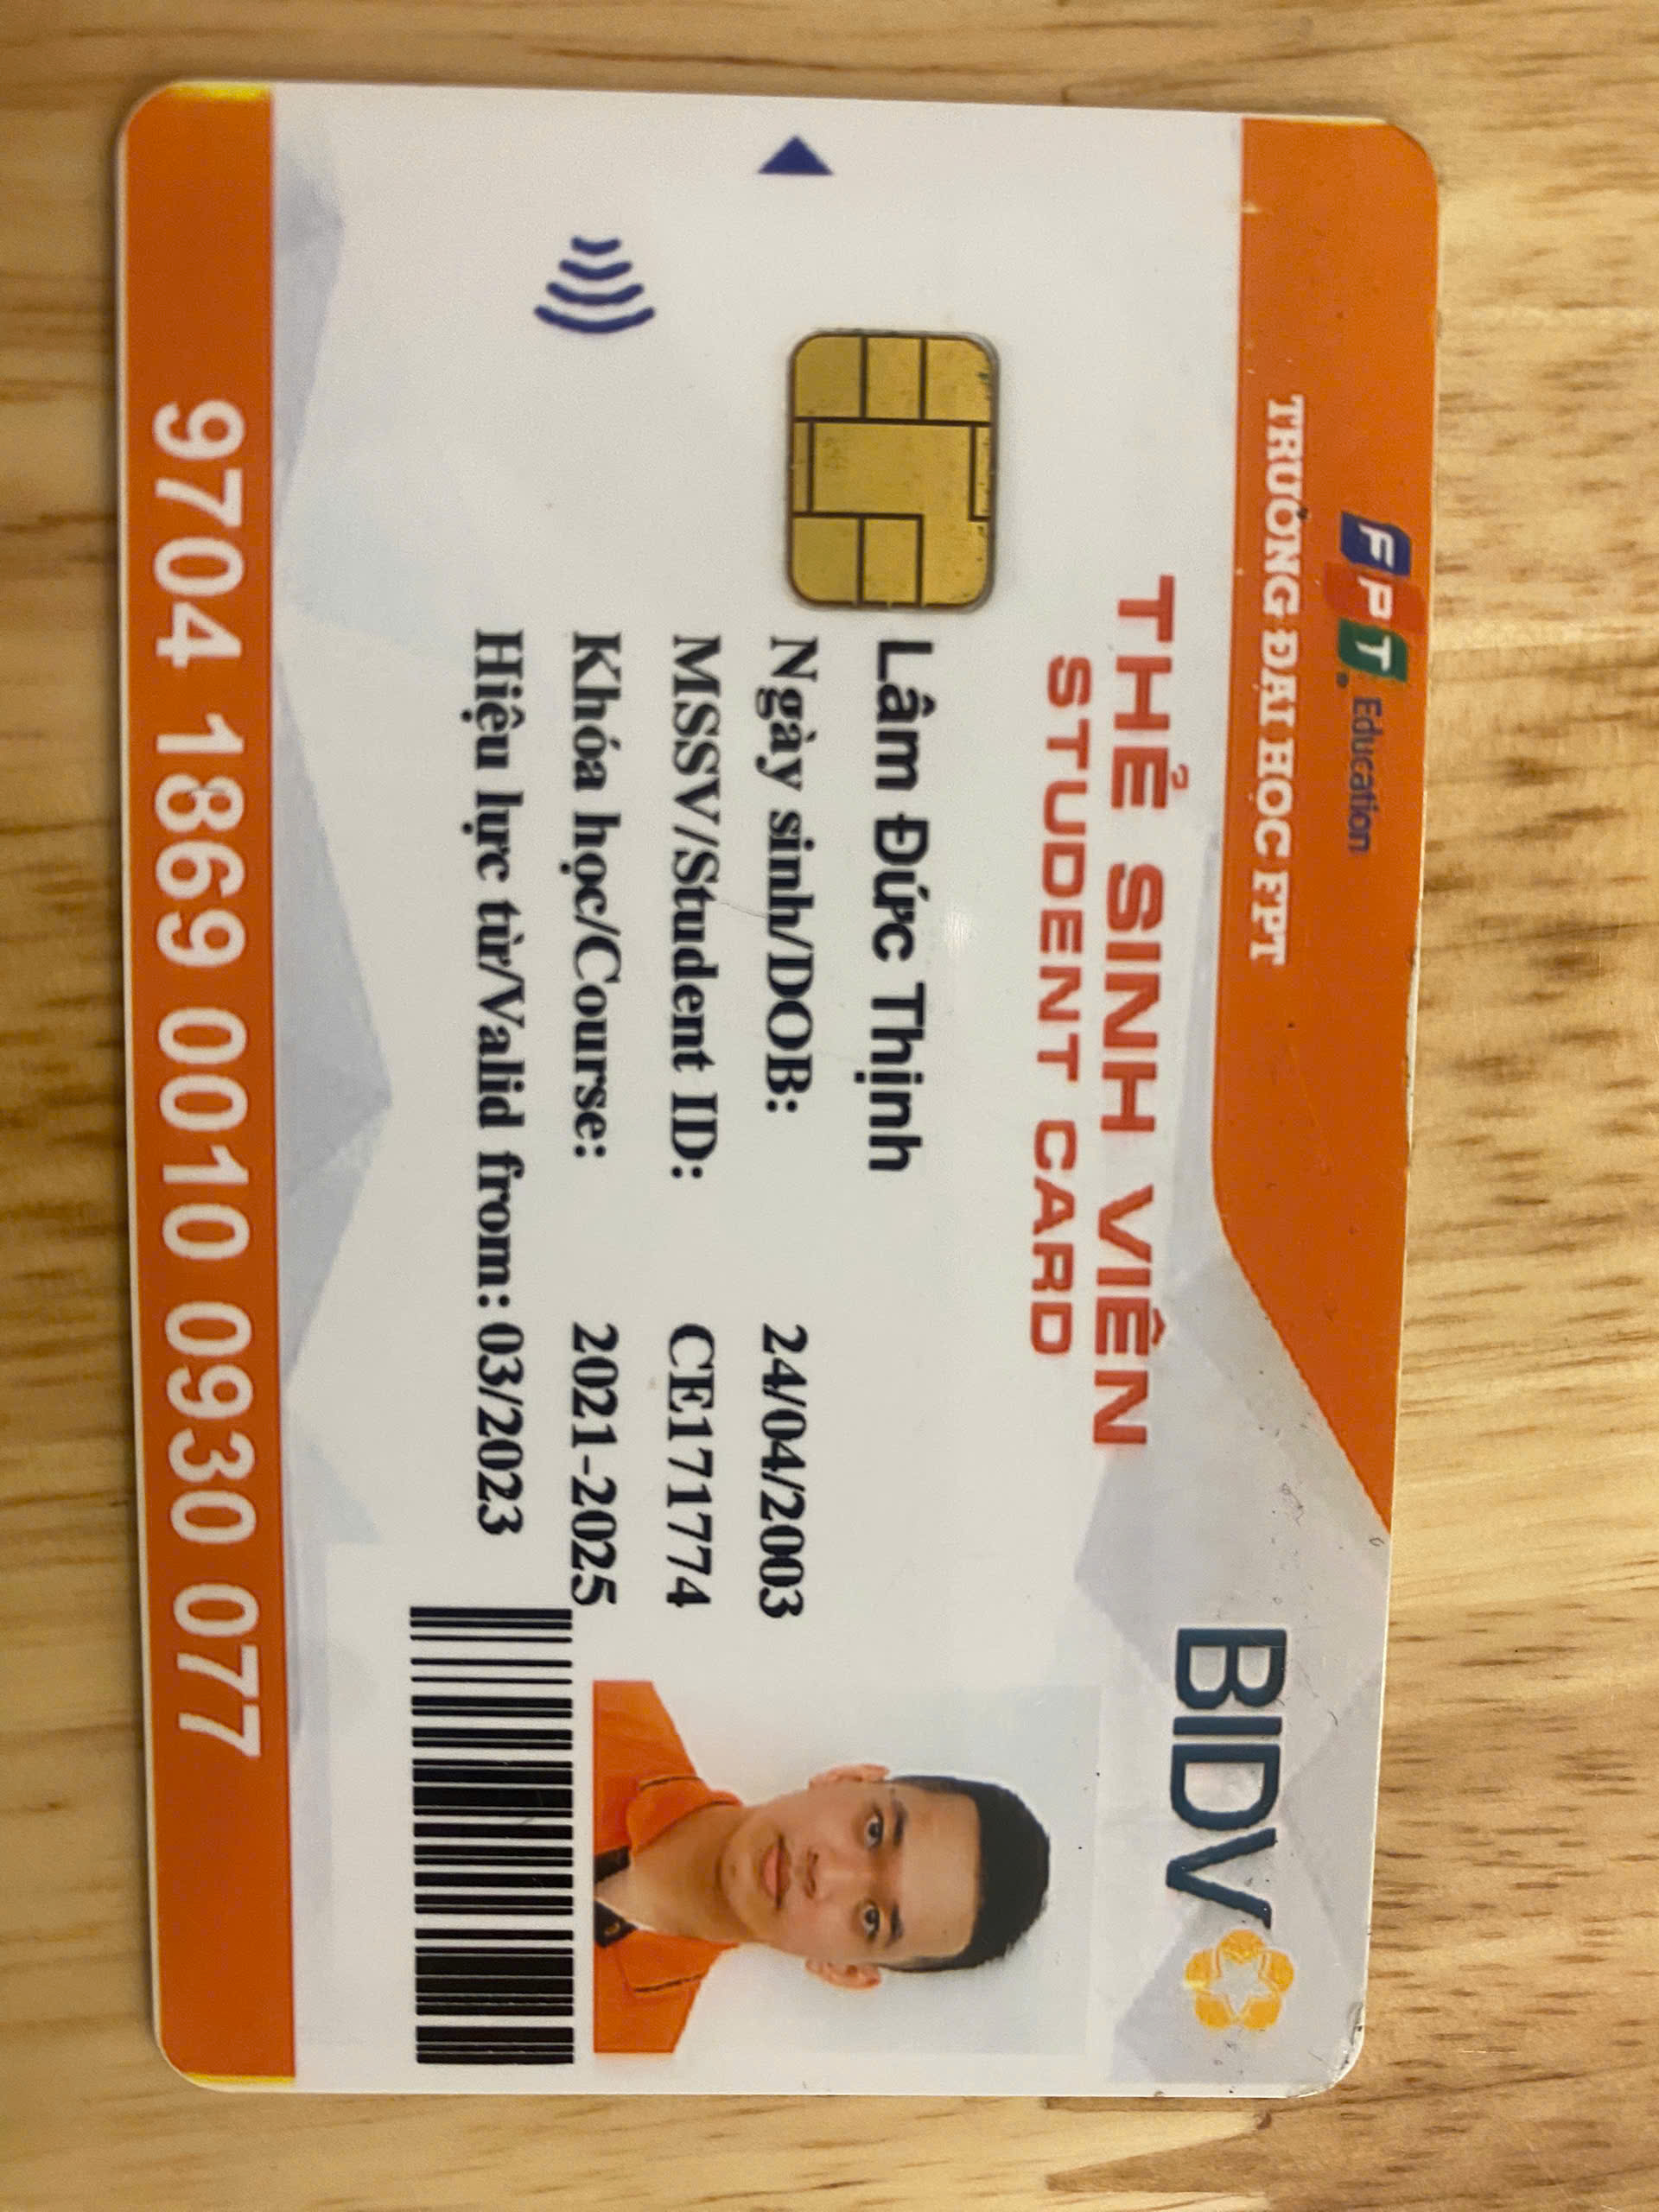 FPT. Education
TRƯỜNG ĐẠI HỌC FPT
BIDV
THẺ SINH VIÊN
STUDENT CARD
Lâm Đức Thịnh
Ngày sinh/DOB: 24/04/2003
MSSV/Student ID: CE171774
Khóa học/Course: 2021-2025
Hiệu lực từ/Valid from: 03/2023
9704 1869 0010 0930 077